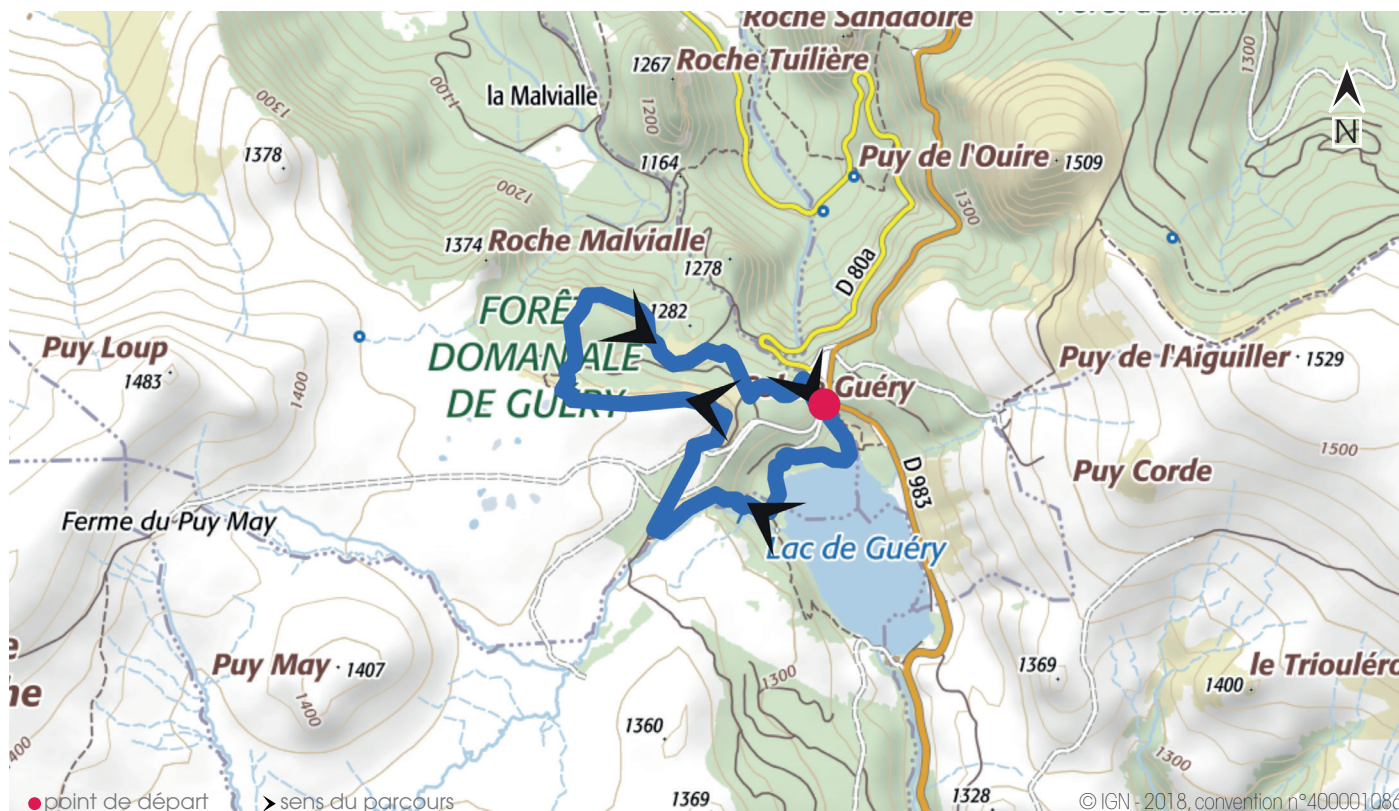 Roche Sanadoire
1267 Roche Tuilière
1300
la Malvialle
1100
1300
1200
1378
1164
Puy de l'Ouire
1509
1200
1300
1374 Roche Malvialle
1278
D 80a
FORÊT
1282
DOMANIALE
DE GUÉRY
Puy Loup
1483
1400
Guéry
Puy de l'Aiguiller
1529
1500
Puy Corde
D 983
Ferme du Puy May
Lac de Guéry
Puy May
1407
1400
1300
1369
1400
1360
1300
1369
1328
N
point de départ
sens du parcours
© IGN - 2018, convention n°